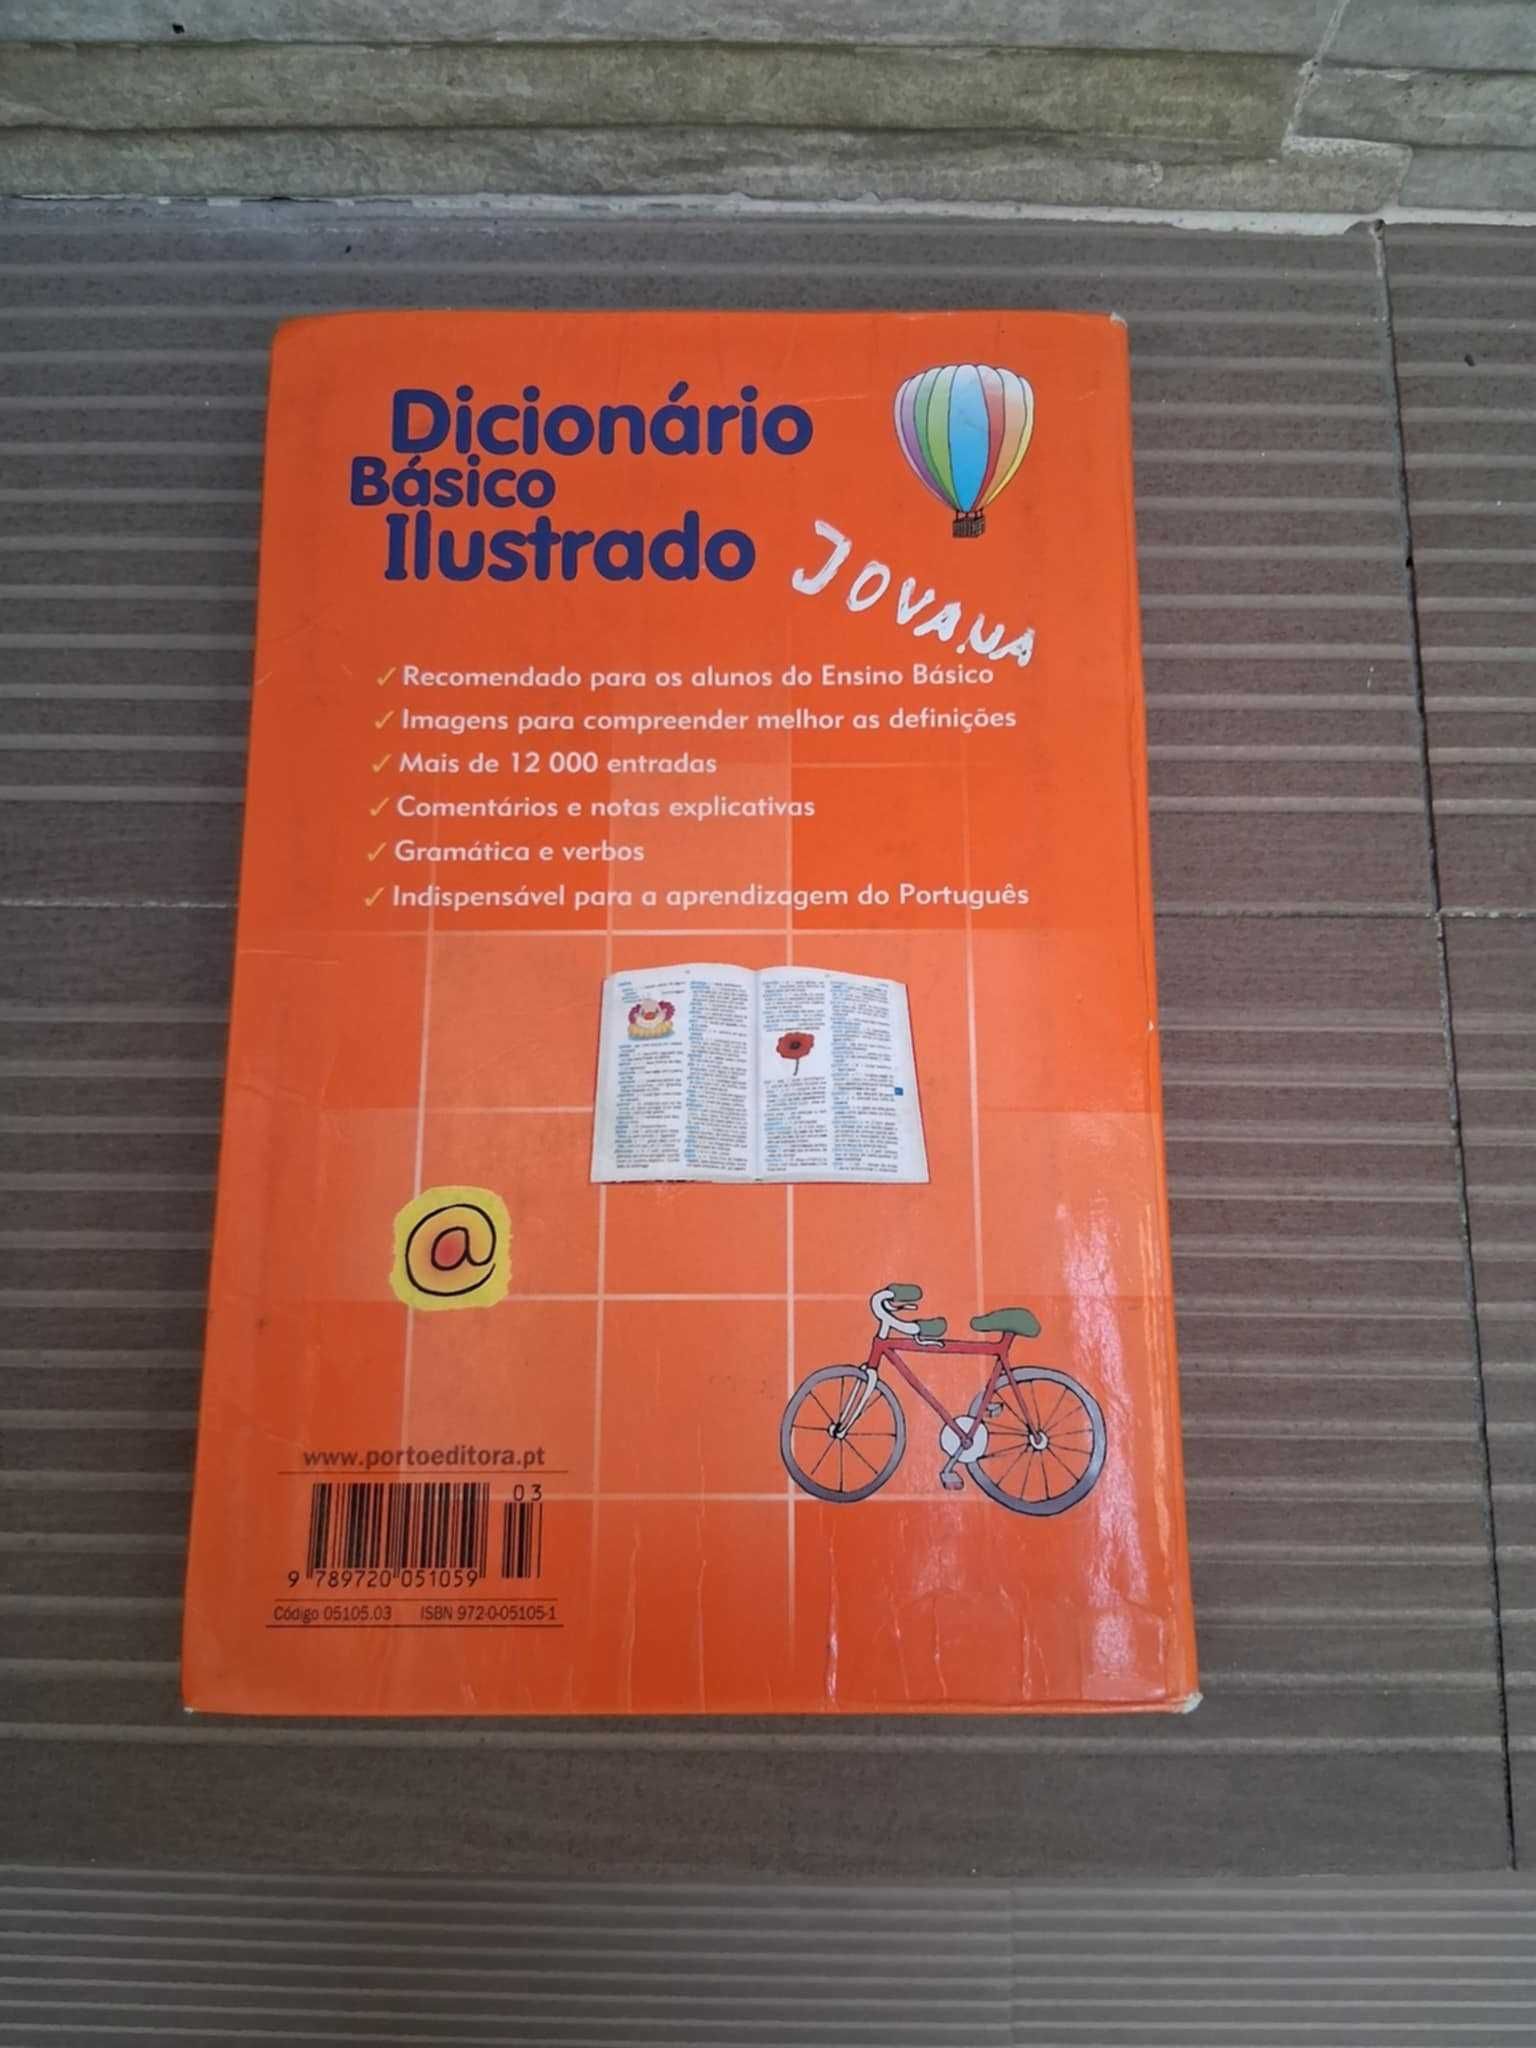 Dicionário
Básico
Ilustrado
JOVANA
✓ Recomendado para os alunos do Ensino Básico
✓ Imagens para compreender melhor as definições
✓ Mais de 12 000 entradas
✓ Comentários e notas explicativas
✓ Gramática e verbos
✓ Indispensável para a aprendizagem do Português
@
www.portoeditora.pt
03
9 789720 051059
Código 05105.03 ISBN 972-0-05105-1